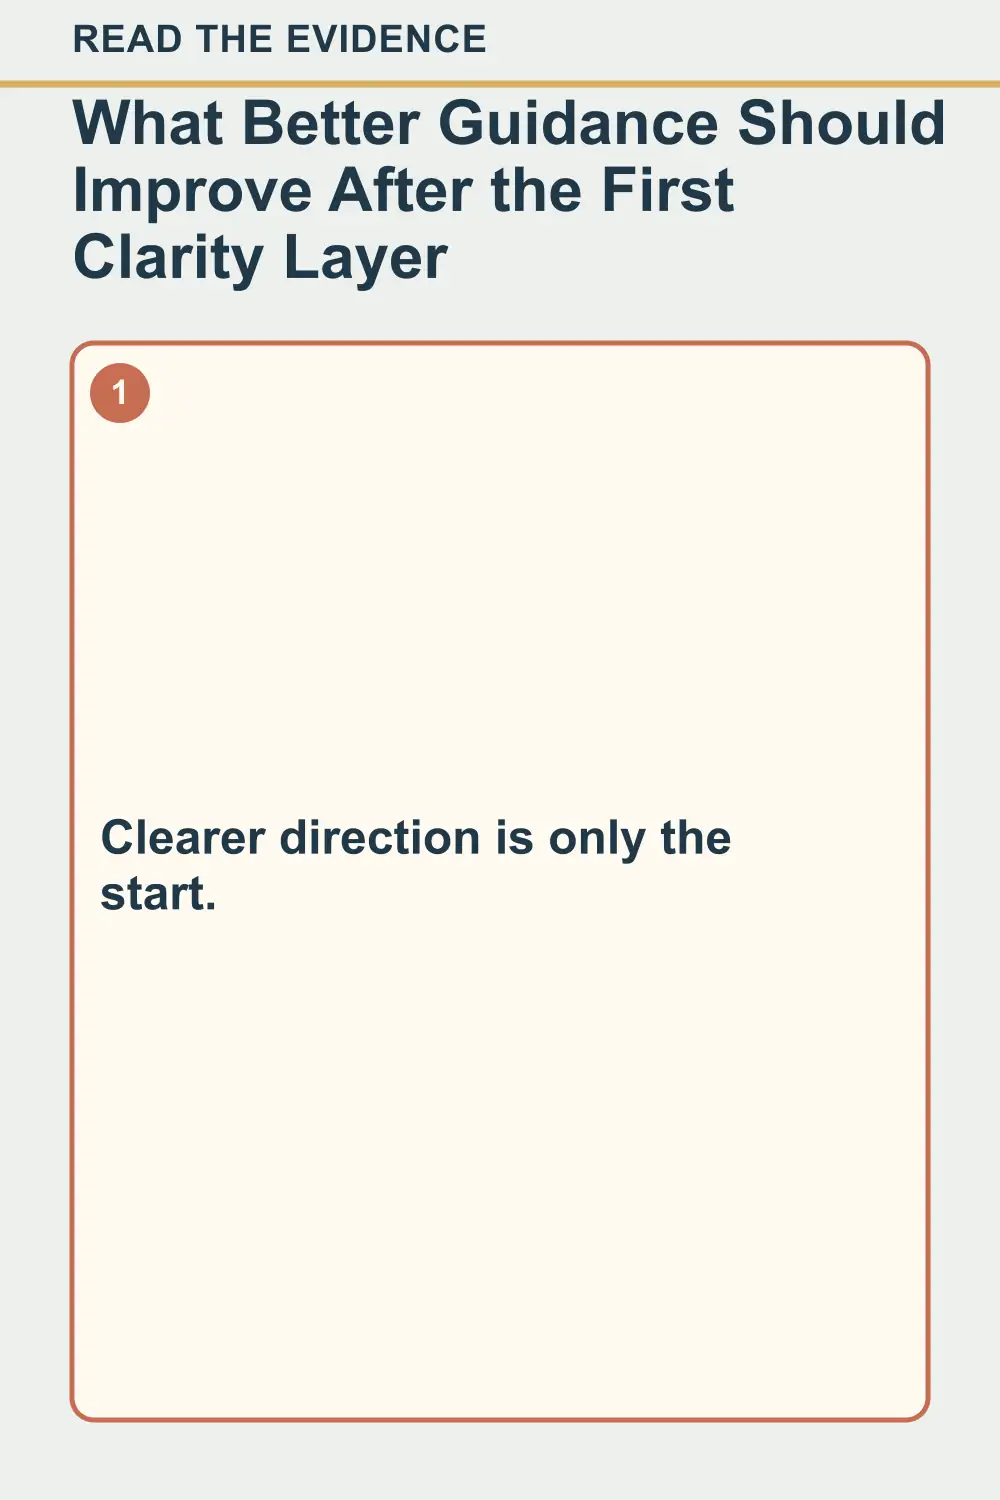 READ THE EVIDENCE
What Better Guidance Should
Improve After the First
Clarity Layer
1
Clearer direction is only the
start.